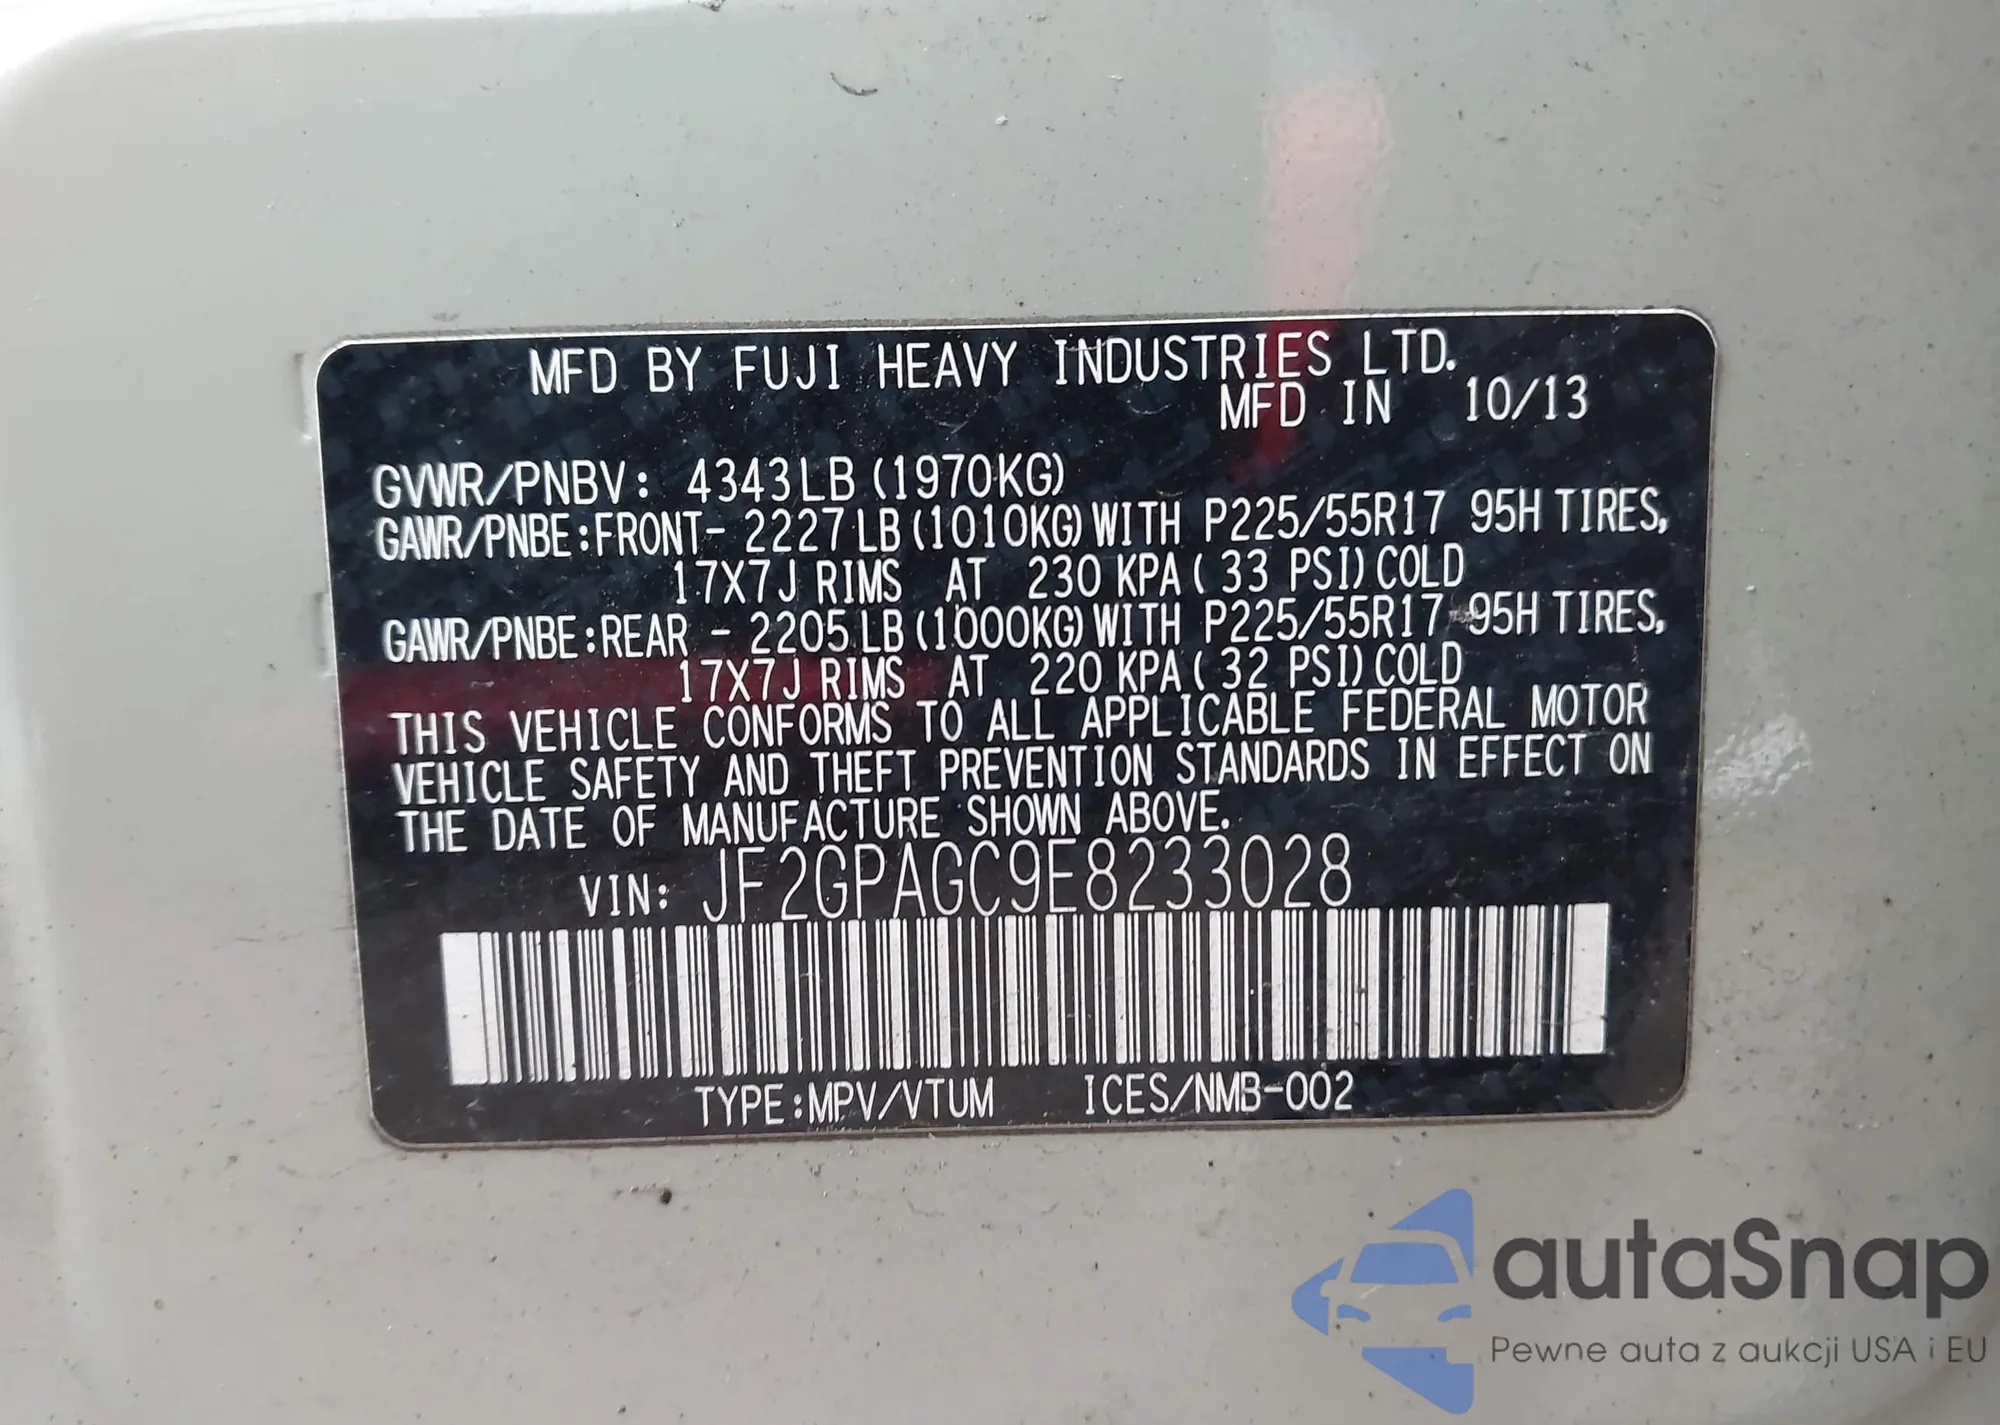 MFD BY FUJI HEAVY INDUSTRIES LTD.
MFD IN 10/13
GVWR/PNBV: 4343LB (1970KG)
GAWR/PNBE:FRONT- 2227 LB (1010KG) WITH P225/55R17 95H TIRES,
17X7J RIMS AT 230 KPA ( 33 PSI) COLD
GAWR/PNBE:REAR - 2205 LB (1000KG) WITH P225/55R17 95H TIRES,
17X7J RIMS AT 220 KPA ( 32 PSI) COLD
THIS VEHICLE CONFORMS TO ALL APPLICABLE FEDERAL MOTOR
VEHICLE SAFETY AND THEFT PREVENTION STANDARDS IN EFFECT ON
THE DATE OF MANUFACTURE SHOWN ABOVE.
VIN: JF2GPAGC9E8233028
TYPE:MPV/VTUM ICES/NMB-002
autaSnap
Pewne auta z aukcji USA i EU